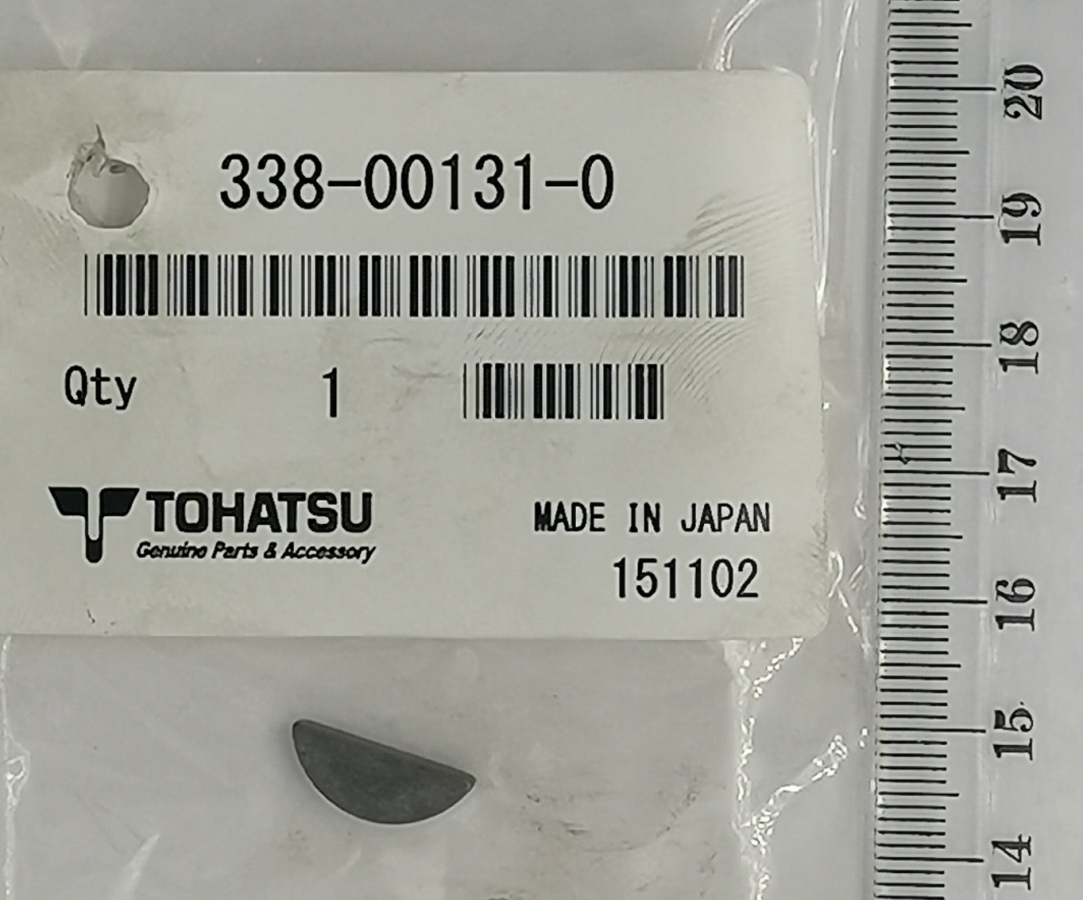 338-00131-0
Qty 1
TOHATSU
Genuine Parts & Accessory
MADE IN JAPAN
151102
20
19
18
17
16
15
14